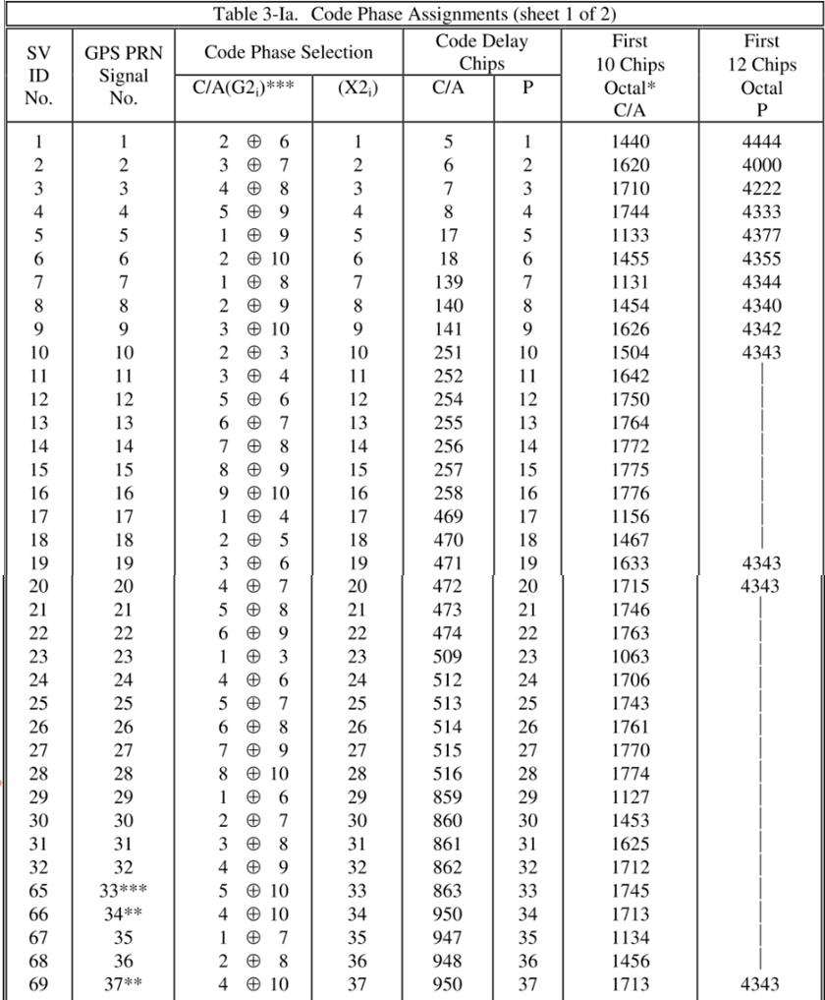 Table 3-Ia. Code Phase Assignments (sheet 1 of 2)
SV ID No. GPS PRN Signal No. Code Phase Selection Code Delay Chips First 10 Chips Octal* C/A First 12 Chips Octal P
C/A(G2i)*** (X2i) C/A P
1 1 2 ⊕ 6 1 5 1 1440 4444
2 2 3 ⊕ 7 2 6 2 1620 4000
3 3 4 ⊕ 8 3 7 3 1710 4222
4 4 5 ⊕ 9 4 8 4 1744 4333
5 5 1 ⊕ 9 5 17 5 1133 4377
6 6 2 ⊕ 10 6 18 6 1455 4355
7 7 1 ⊕ 8 7 139 7 1131 4344
8 8 2 ⊕ 9 8 140 8 1454 4340
9 9 3 ⊕ 10 9 141 9 1626 4342
10 10 2 ⊕ 3 10 251 10 1504 4343
11 11 3 ⊕ 4 11 252 11 1642
12 12 5 ⊕ 6 12 254 12 1750
13 13 6 ⊕ 7 13 255 13 1764
14 14 7 ⊕ 8 14 256 14 1772
15 15 8 ⊕ 9 15 257 15 1775
16 16 9 ⊕ 10 16 258 16 1776
17 17 1 ⊕ 4 17 469 17 1156
18 18 2 ⊕ 5 18 470 18 1467
19 19 3 ⊕ 6 19 471 19 1633 4343
20 20 4 ⊕ 7 20 472 20 1715 4343
21 21 5 ⊕ 8 21 473 21 1746
22 22 6 ⊕ 9 22 474 22 1763
23 23 1 ⊕ 3 23 509 23 1063
24 24 4 ⊕ 6 24 512 24 1706
25 25 5 ⊕ 7 25 513 25 1743
26 26 6 ⊕ 8 26 514 26 1761
27 27 7 ⊕ 9 27 515 27 1770
28 28 8 ⊕ 10 28 516 28 1774
29 29 1 ⊕ 6 29 859 29 1127
30 30 2 ⊕ 7 30 860 30 1453
31 31 3 ⊕ 8 31 861 31 1625
32 32 4 ⊕ 9 32 862 32 1712
65 33*** 5 ⊕ 10 33 863 33 1745
66 34** 4 ⊕ 10 34 950 34 1713
67 35 1 ⊕ 7 35 947 35 1134
68 36 2 ⊕ 8 36 948 36 1456
69 37** 4 ⊕ 10 37 950 37 1713 4343